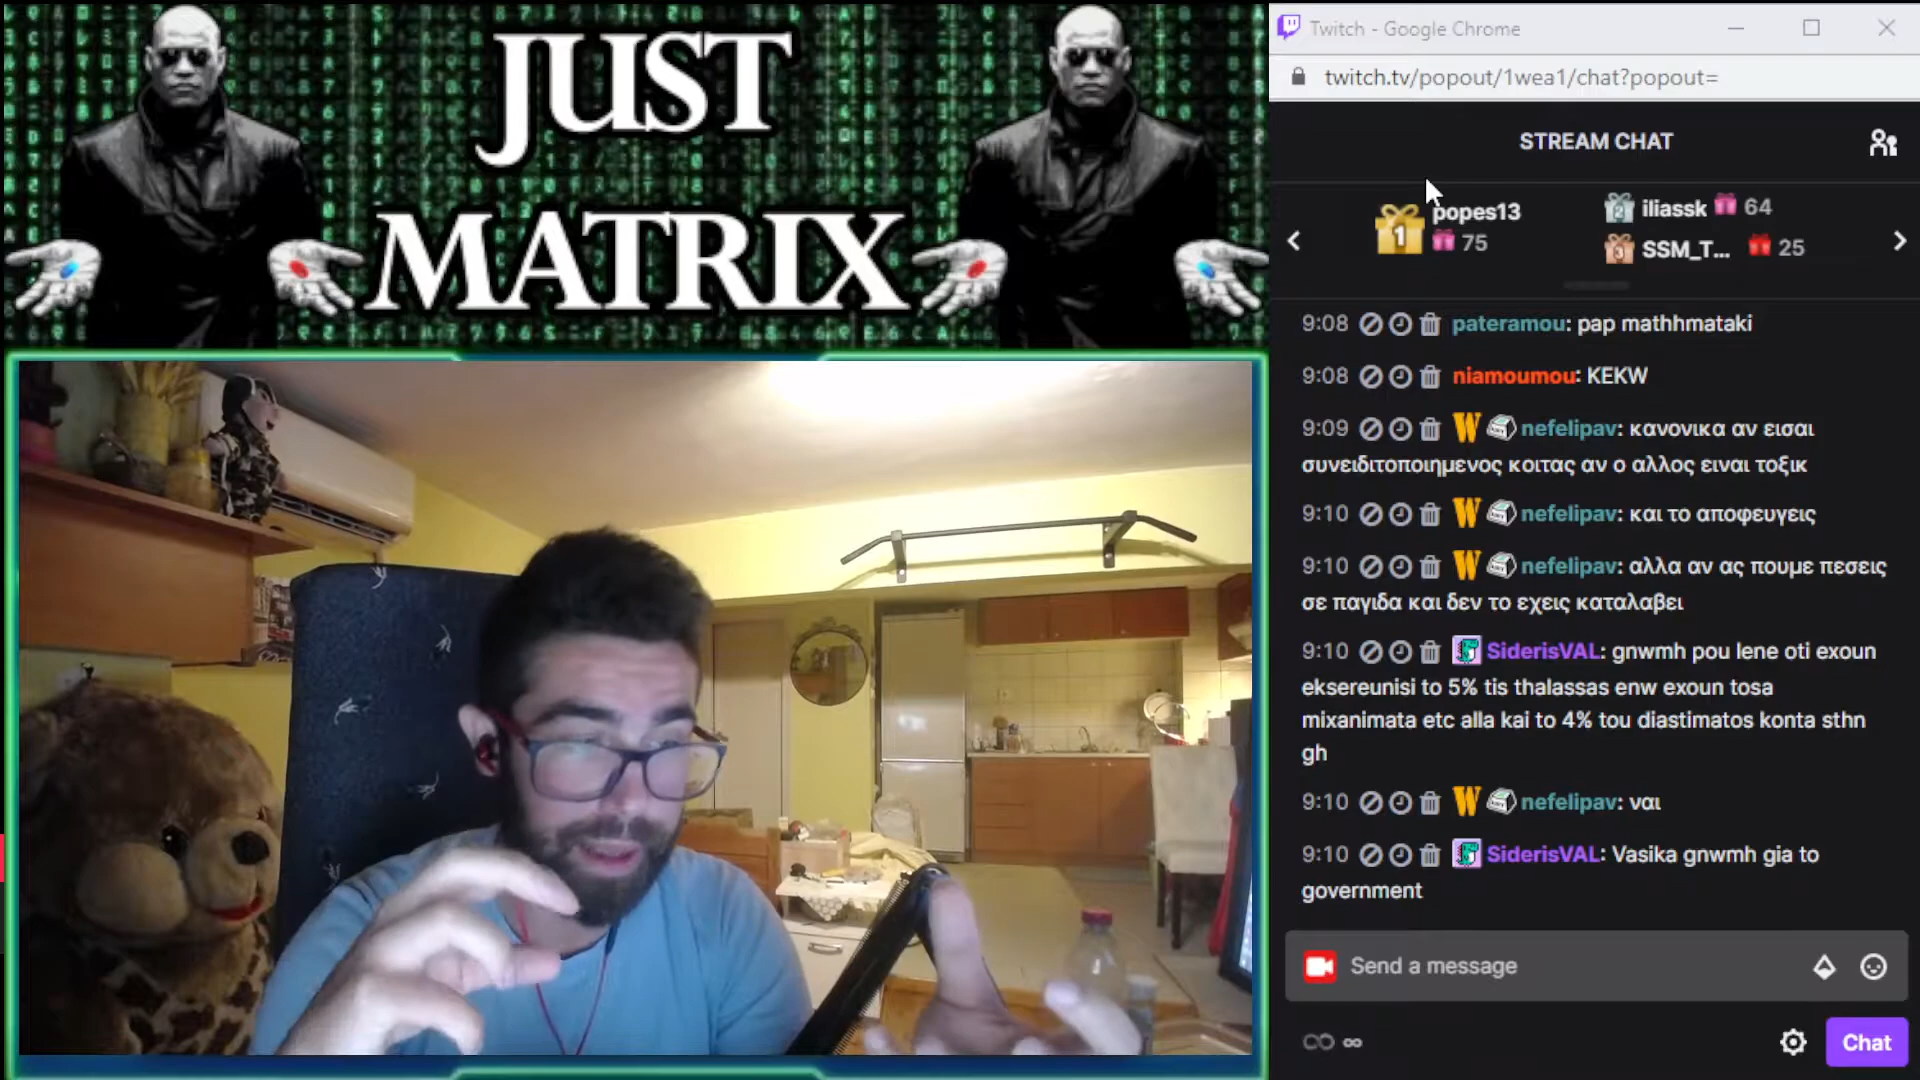 JUST
MATRIX
Twitch - Google Chrome
twitch.tv/popout/1wea1/chat?popout=
STREAM CHAT
1 popes13
75
2 iliassk 64
3 SSM_T... 25
9:08 pateramou: pap mathhmataki
9:08 niamoumou: KEKW
9:09 W nefelipav: κανονικα αν εισαι
συνειδιτοποιημενος κοιτας αν ο αλλος ειναι τοξικ
9:10 W nefelipav: και το αποφευγεις
9:10 W nefelipav: αλλα αν ας πουμε πεσεις
σε παγιδα και δεν το εχεις καταλαβει
9:10 SiderisVAL: gnwmh pou lene oti exoun
eksereunisi to 5% tis thalassas enw exoun tosa
mixanimata etc alla kai to 4% tou diastimatos konta sthn
gh
9:10 W nefelipav: ναι
9:10 SiderisVAL: Vasika gnwmh gia to
government
Send a message
Chat